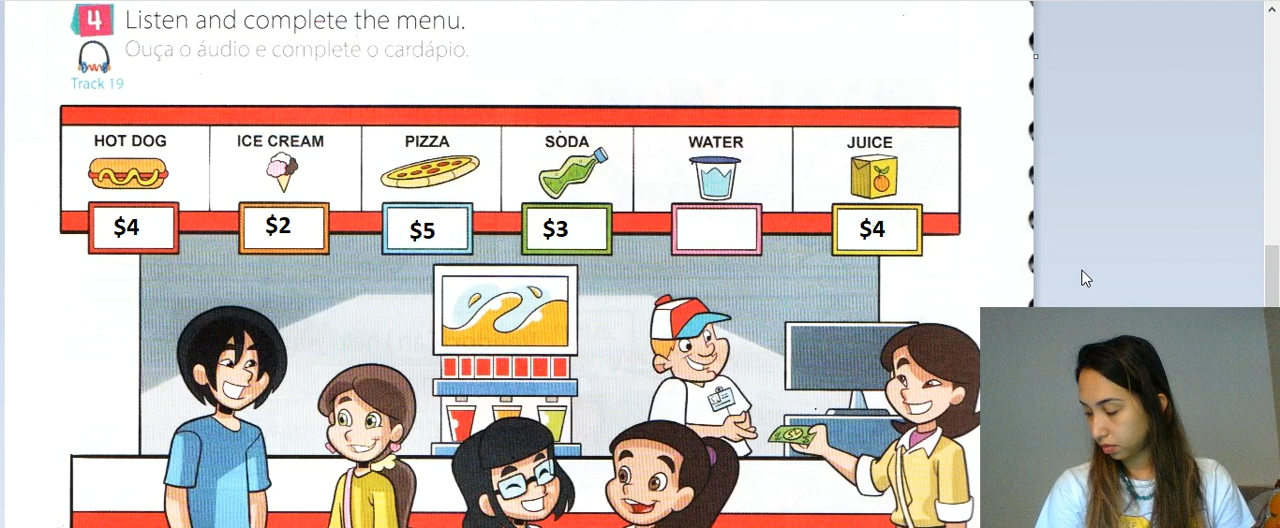 4 Listen and complete the menu.
Ouça o áudio e complete o cardápio.
Track 19
HOT DOG ICE CREAM PIZZA SODA WATER JUICE
$4 $2 $5 $3 $4